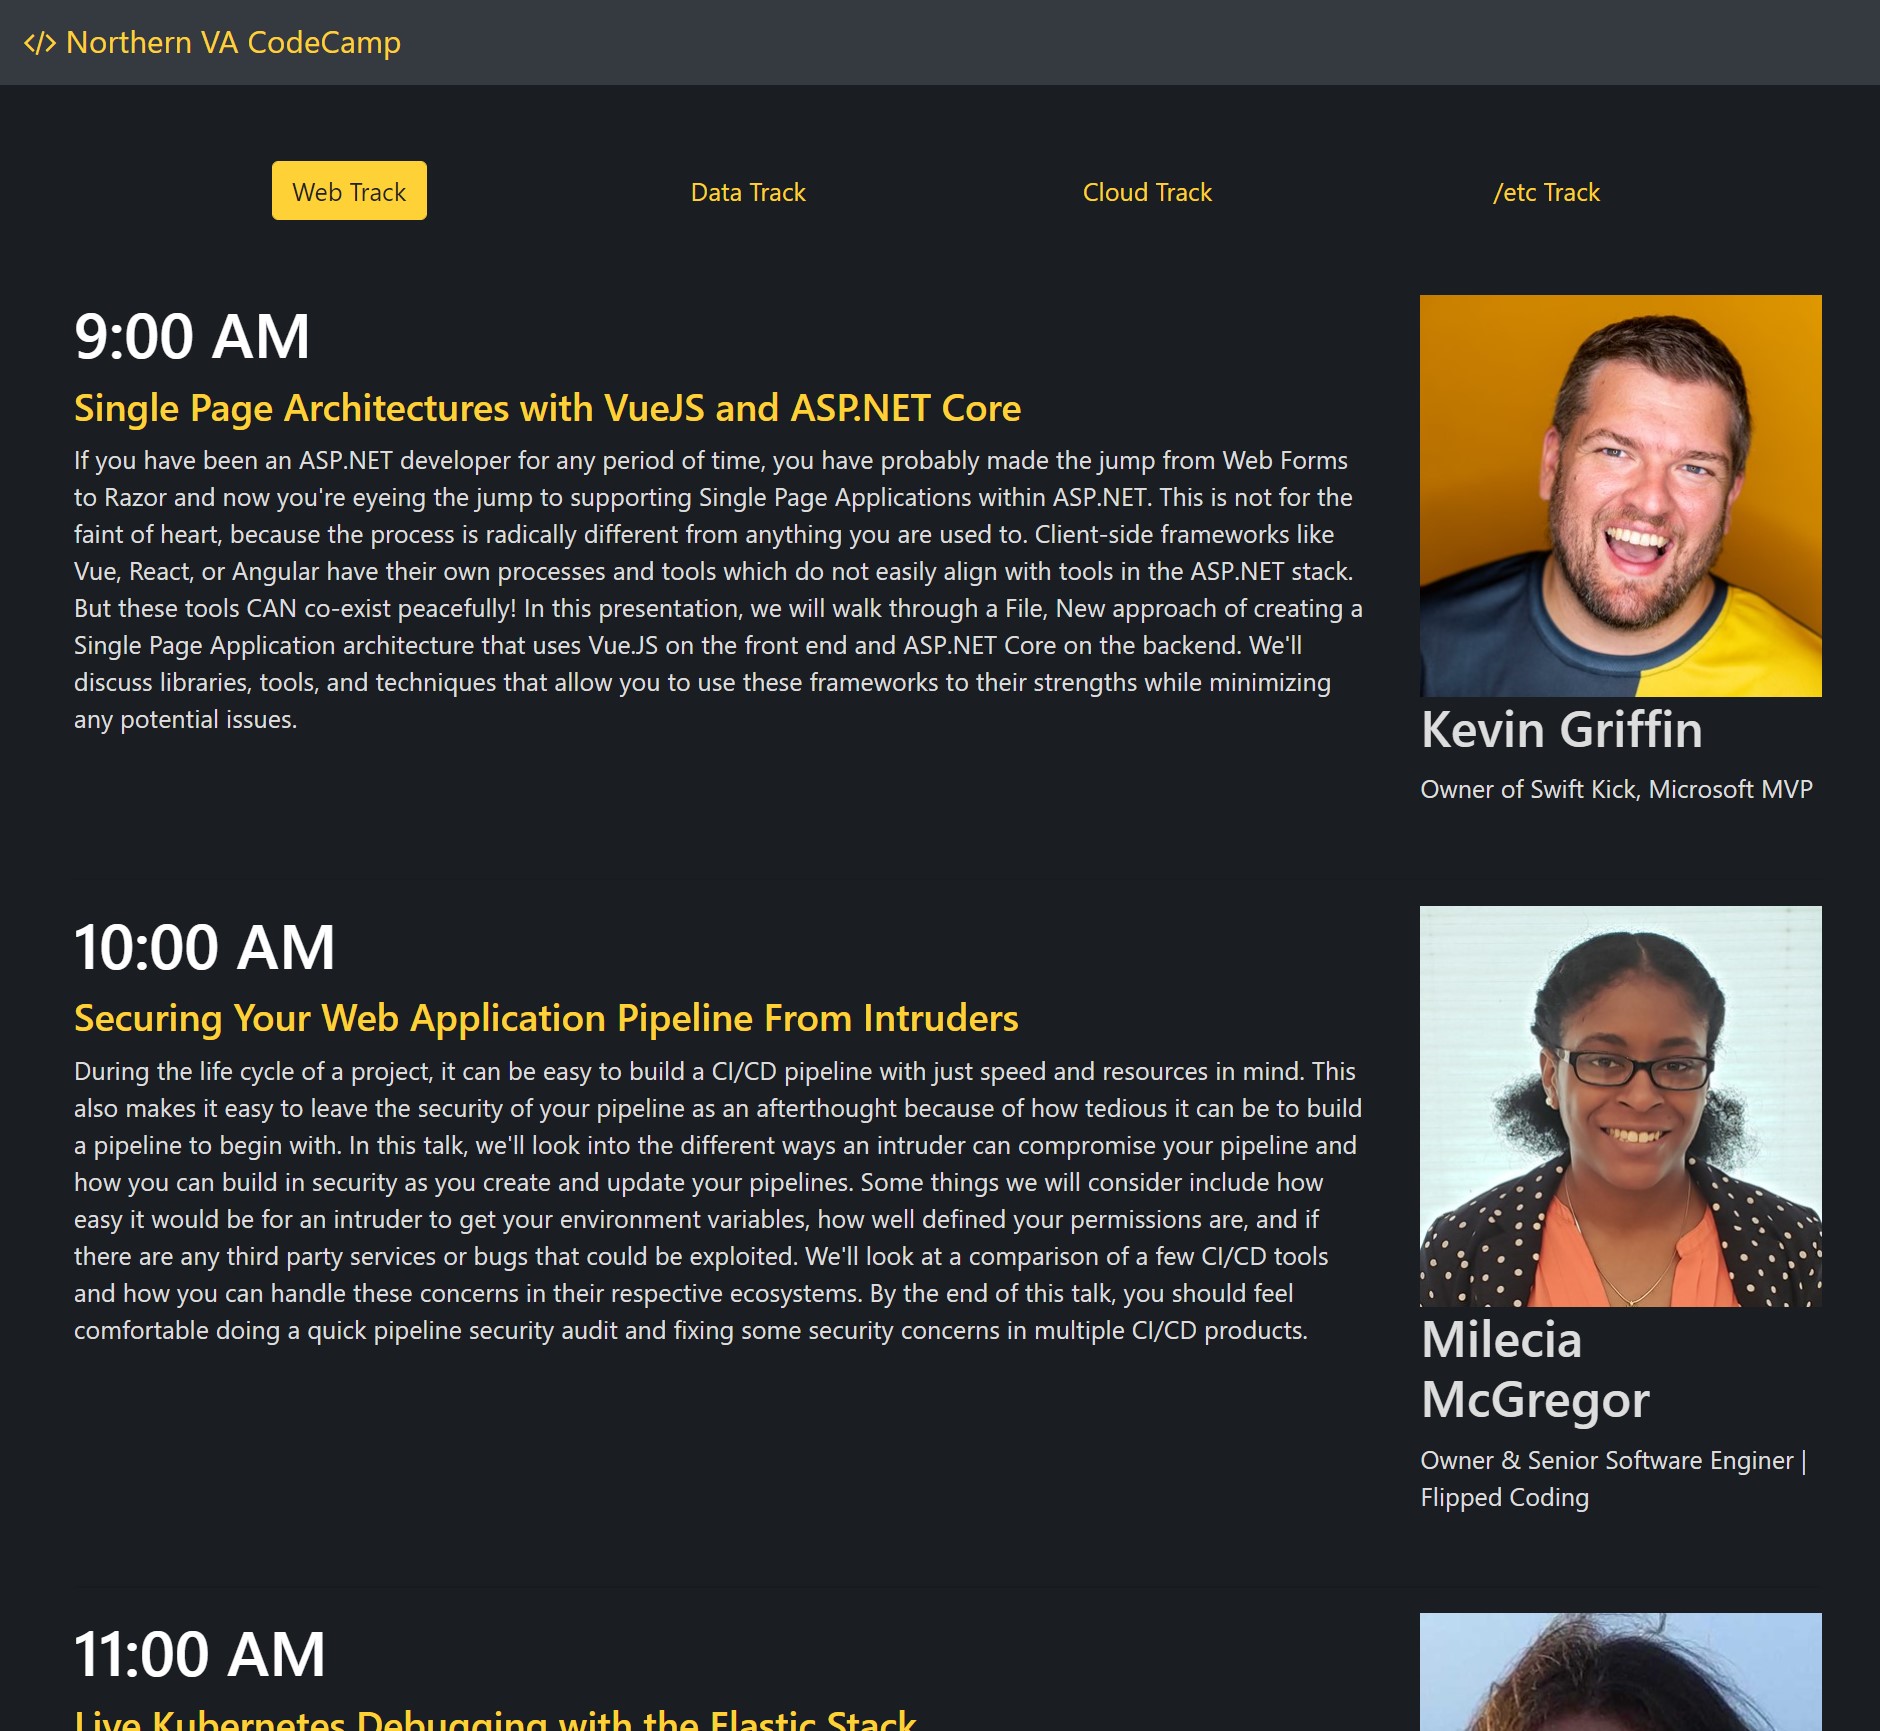 </> Northern VA CodeCamp
Web Track
Data Track
Cloud Track
/etc Track
9:00 AM
Single Page Architectures with VueJS and ASP.NET Core
If you have been an ASP.NET developer for any period of time, you have probably made the jump from Web Forms
to Razor and now you're eyeing the jump to supporting Single Page Applications within ASP.NET. This is not for the
faint of heart, because the process is radically different from anything you are used to. Client-side frameworks like
Vue, React, or Angular have their own processes and tools which do not easily align with tools in the ASP.NET stack.
But these tools CAN co-exist peacefully! In this presentation, we will walk through a File, New approach of creating a
Single Page Application architecture that uses Vue.JS on the front end and ASP.NET Core on the backend. We'll
discuss libraries, tools, and techniques that allow you to use these frameworks to their strengths while minimizing
any potential issues.
Kevin Griffin
Owner of Swift Kick, Microsoft MVP
10:00 AM
Securing Your Web Application Pipeline From Intruders
During the life cycle of a project, it can be easy to build a CI/CD pipeline with just speed and resources in mind. This
also makes it easy to leave the security of your pipeline as an afterthought because of how tedious it can be to build
a pipeline to begin with. In this talk, we'll look into the different ways an intruder can compromise your pipeline and
how you can build in security as you create and update your pipelines. Some things we will consider include how
easy it would be for an intruder to get your environment variables, how well defined your permissions are, and if
there are any third party services or bugs that could be exploited. We'll look at a comparison of a few CI/CD tools
and how you can handle these concerns in their respective ecosystems. By the end of this talk, you should feel
comfortable doing a quick pipeline security audit and fixing some security concerns in multiple CI/CD products.
Milecia
McGregor
Owner & Senior Software Enginer |
Flipped Coding
11:00 AM
Live Kubernetes Debugging with the Elastic Stack